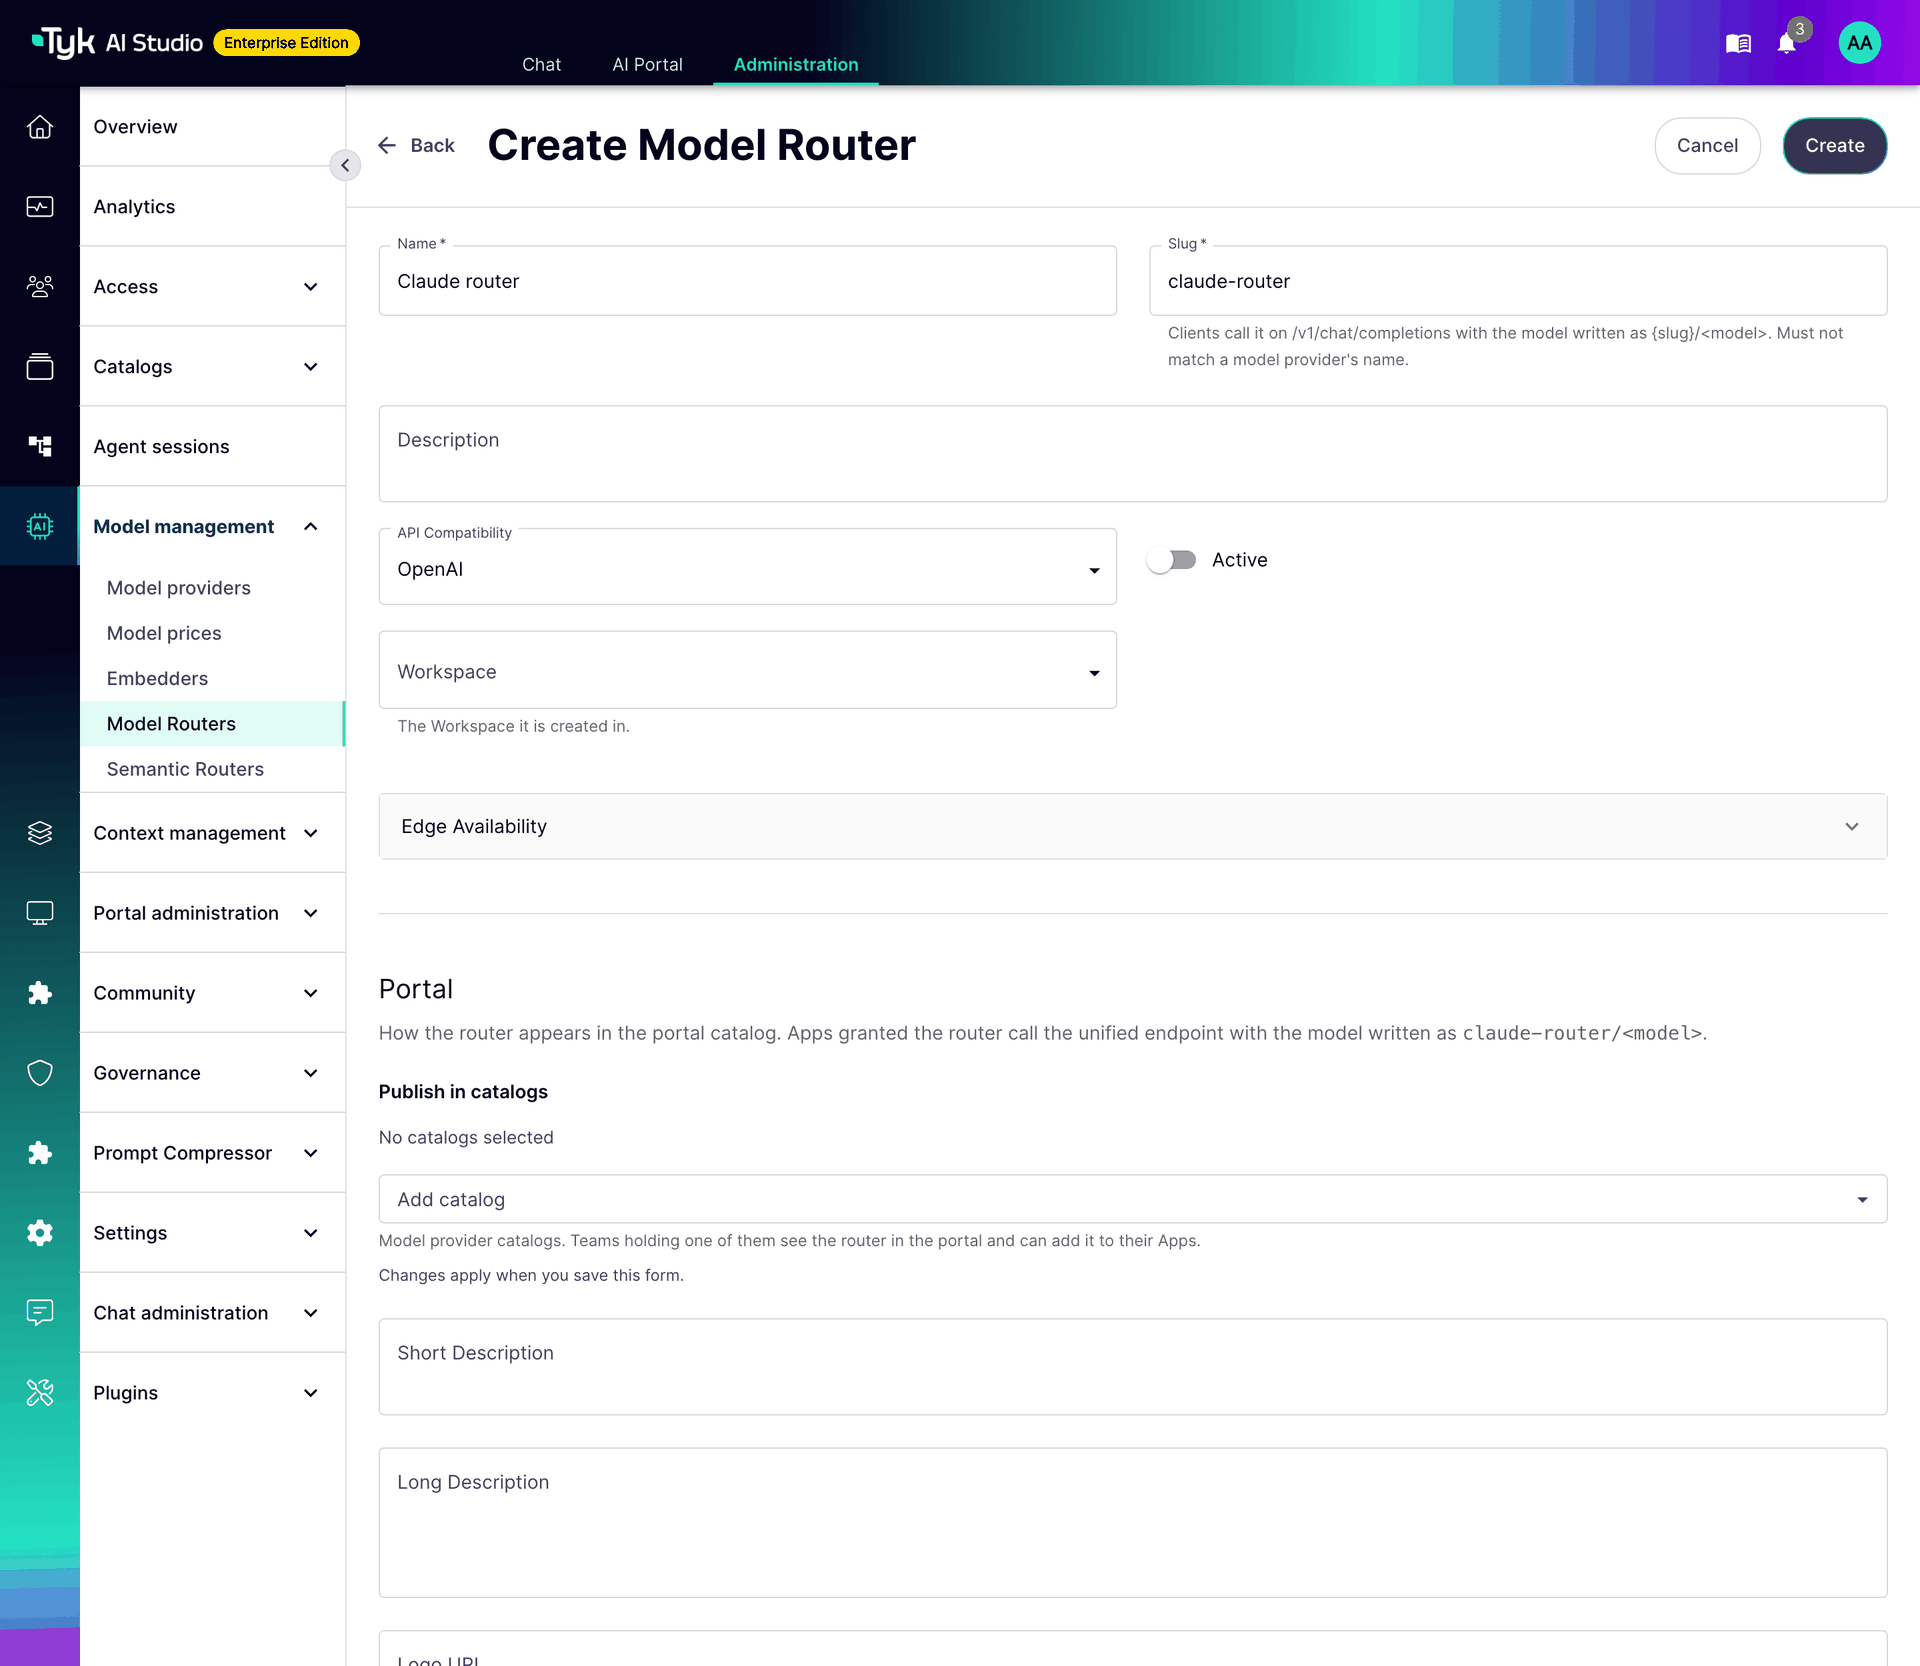 Tyk AI Studio Enterprise Edition
Chat
AI Portal
Administration
3
AA
Overview
Analytics
Access
Catalogs
Agent sessions
Model management
Model providers
Model prices
Embedders
Model Routers
Semantic Routers
Context management
Portal administration
Community
Governance
Prompt Compressor
Settings
Chat administration
Plugins
Back
Create Model Router
Cancel
Create
Name *
Claude router
Slug *
claude-router
Clients call it on /v1/chat/completions with the model written as {slug}/<model>. Must not
match a model provider's name.
Description
API Compatibility
OpenAI
Active
Workspace
The Workspace it is created in.
Edge Availability
Portal
How the router appears in the portal catalog. Apps granted the router call the unified endpoint with the model written as claude-router/<model>.
Publish in catalogs
No catalogs selected
Add catalog
Model provider catalogs. Teams holding one of them see the router in the portal and can add it to their Apps.
Changes apply when you save this form.
Short Description
Long Description
Logo URL